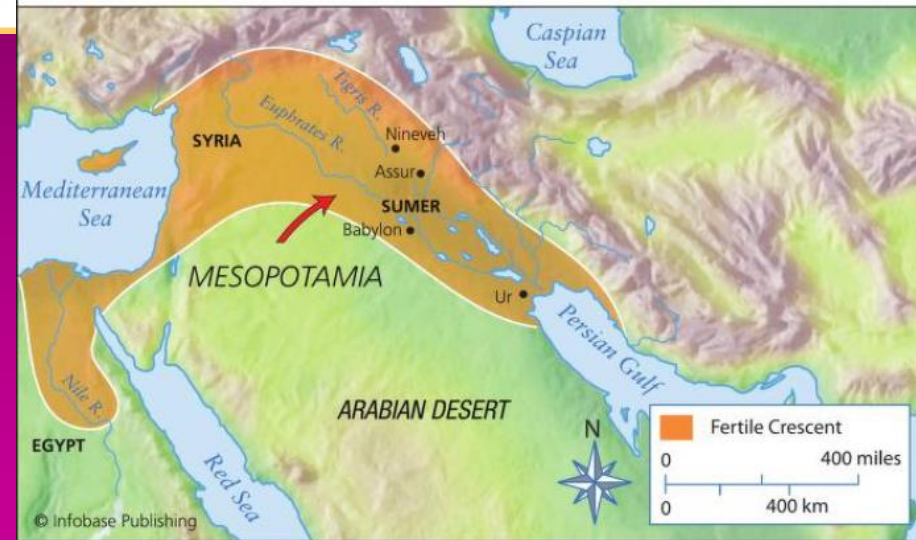 Caspian
Sea
Tigris R.
Euphrates R.
Nineveh
SYRIA
Assur
Mediterranean
Sea
SUMER
Babylon
MESOPOTAMIA
Ur
Persian Gulf
Nile R.
ARABIAN DESERT
EGYPT
Red Sea
N
Fertile Crescent
0 400 miles
0 400 km
© Infobase Publishing